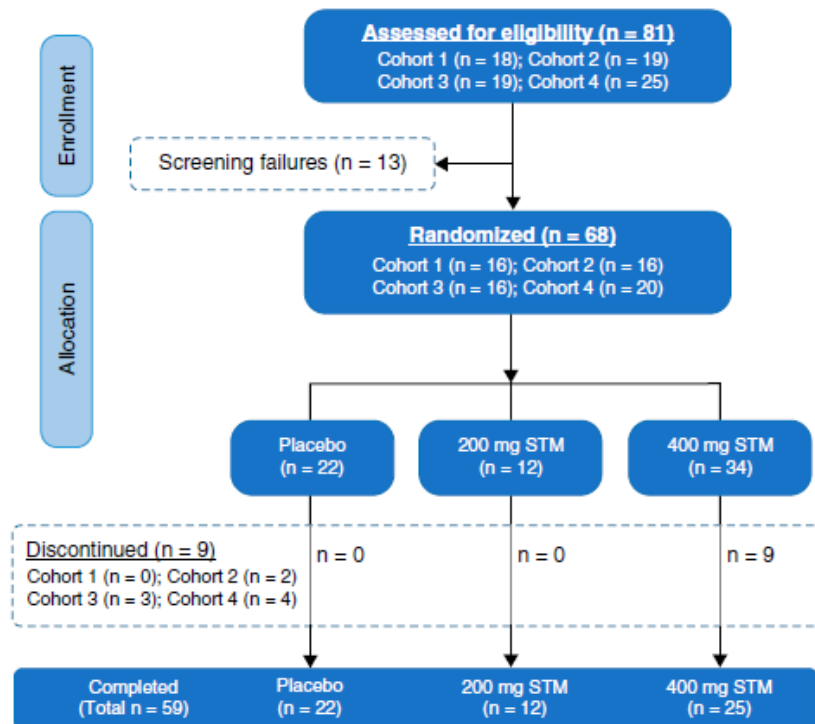 Enrollment
Assessed for eligibility (n = 81)
Cohort 1 (n = 18); Cohort 2 (n = 19)
Cohort 3 (n = 19); Cohort 4 (n = 25)
Screening failures (n = 13)
Allocation
Randomized (n = 68)
Cohort 1 (n = 16); Cohort 2 (n = 16)
Cohort 3 (n = 16); Cohort 4 (n = 20)
Placebo
(n = 22)
200 mg STM
(n = 12)
400 mg STM
(n = 34)
Discontinued (n = 9)
Cohort 1 (n = 0); Cohort 2 (n = 2)
Cohort 3 (n = 3); Cohort 4 (n = 4)
n = 0
n = 0
n = 9
Completed
(Total n = 59)
Placebo
(n = 22)
200 mg STM
(n = 12)
400 mg STM
(n = 25)